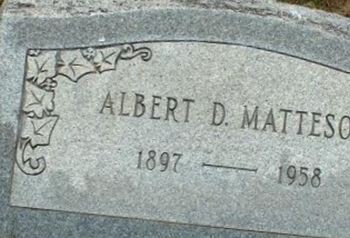 ALBERT D. MATTESO
1897 — 1958